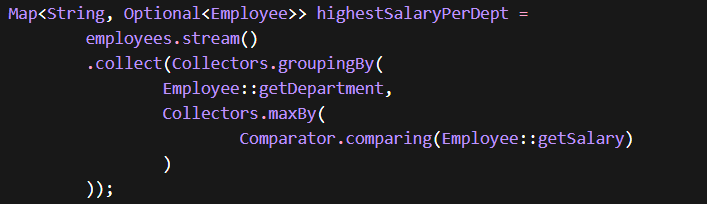 Map<String, Optional<Employee>> highestSalaryPerDept =
employees.stream()
.collect(Collectors.groupingBy(
Employee::getDepartment,
Collectors.maxBy(
Comparator.comparing(Employee::getSalary)
)
));